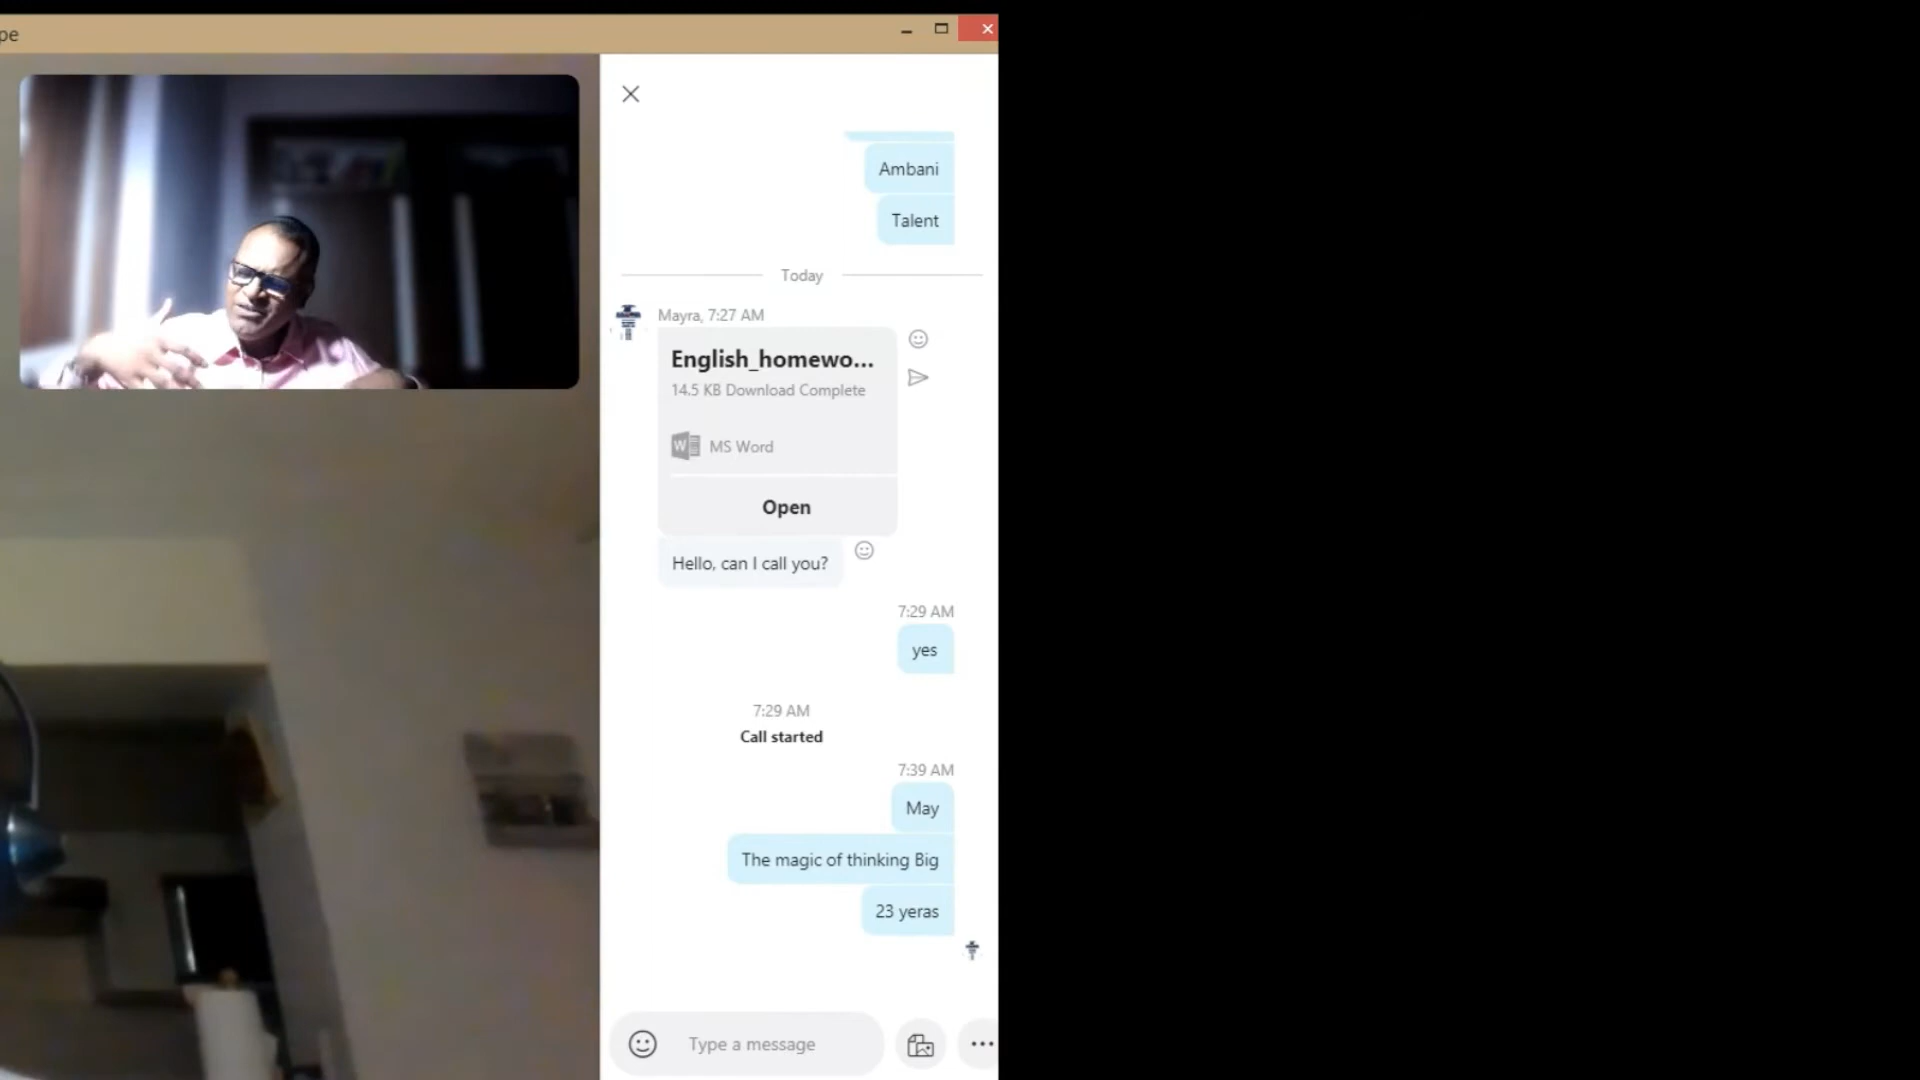 pe
Ambani
Talent
Today
Mayra, 7:27 AM
English_homewo...
14.5 KB Download Complete
MS Word
Open
Hello, can I call you?
7:29 AM
yes
7:29 AM
Call started
7:39 AM
May
The magic of thinking Big
23 yeras
Type a message